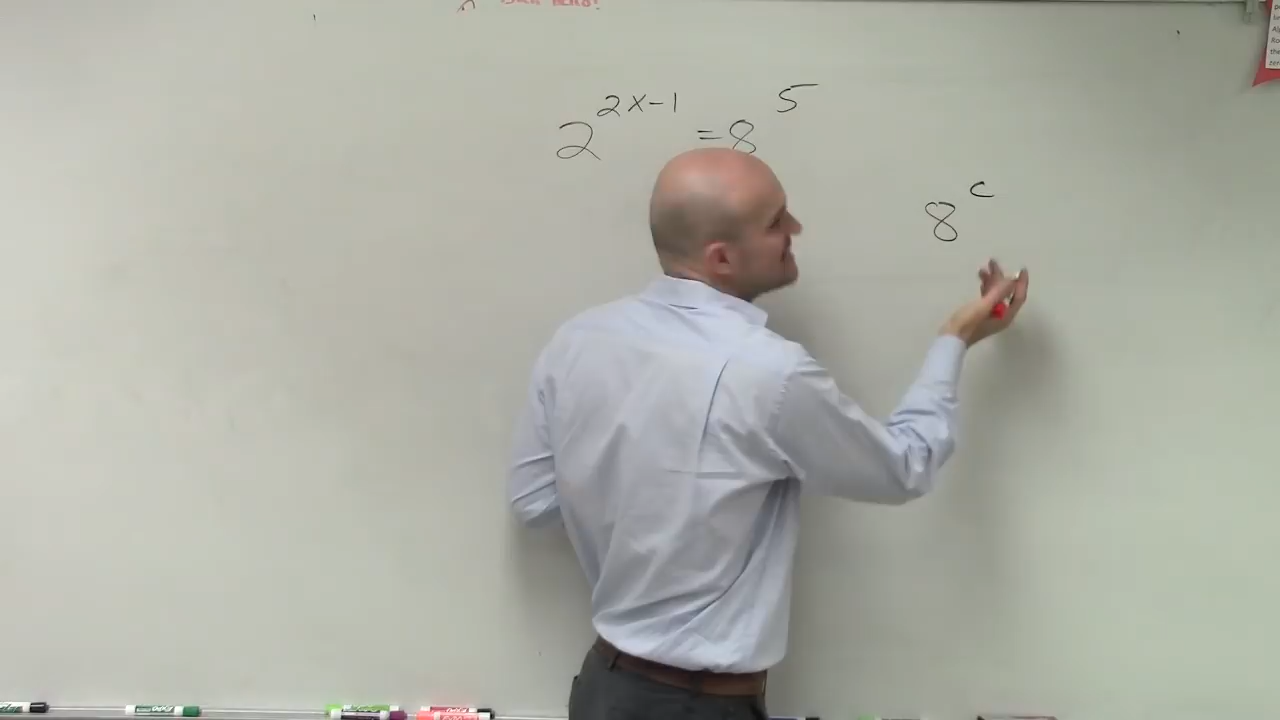 2^{2x-1} = 8^5
8^c